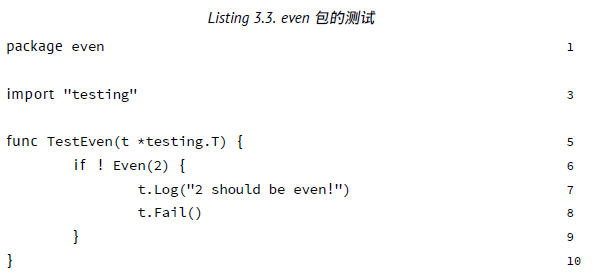 Listing 3.3. even 包的测试
package even 1
import "testing" 3
func TestEven(t *testing.T) { 5
if ! Even(2) { 6
t.Log("2 should be even!") 7
t.Fail() 8
} 9
} 10